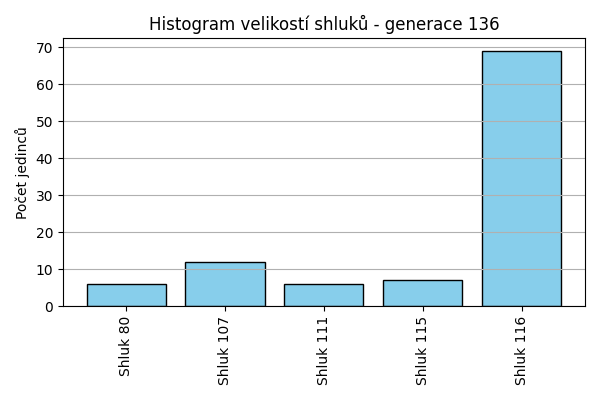 Histogram velikostí shluků - generace 136
Počet jedinců
70
60
50
40
30
20
10
0
Shluk 80
Shluk 107
Shluk 111
Shluk 115
Shluk 116